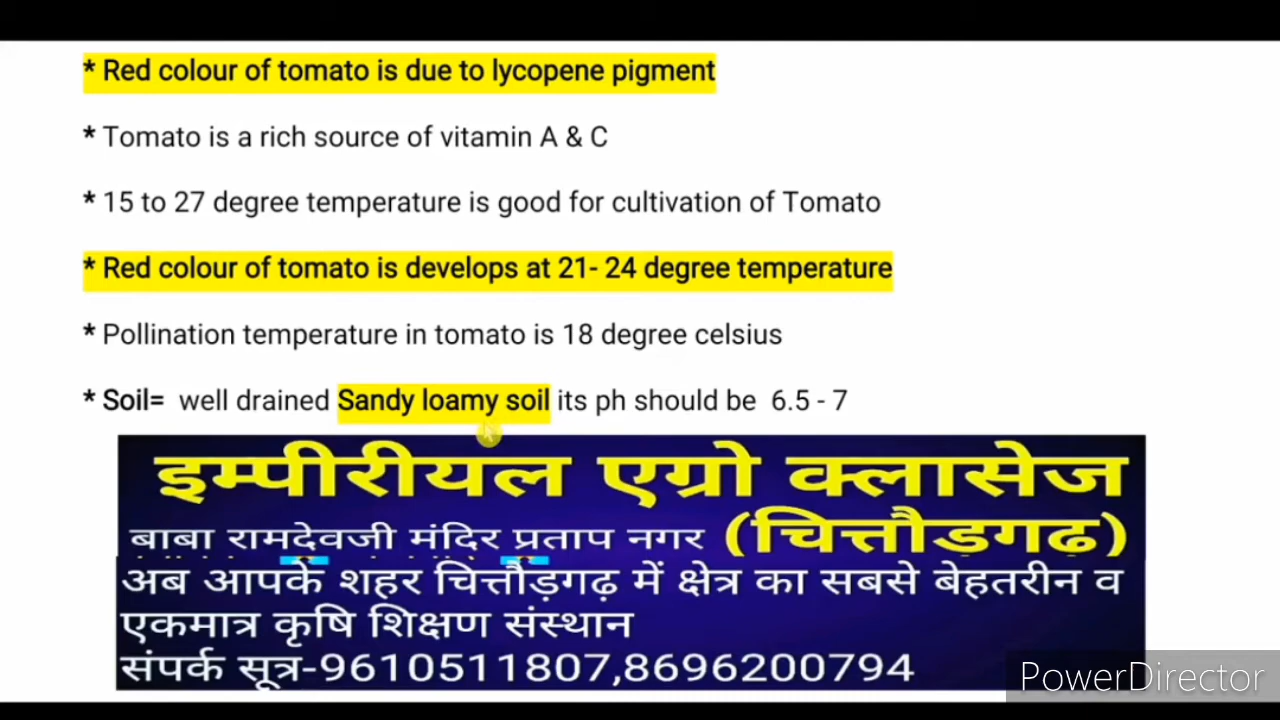 * Red colour of tomato is due to lycopene pigment
* Tomato is a rich source of vitamin A & C
* 15 to 27 degree temperature is good for cultivation of Tomato
* Red colour of tomato is develops at 21- 24 degree temperature
* Pollination temperature in tomato is 18 degree celsius
* Soil= well drained Sandy loamy soil its ph should be 6.5 - 7
इम्पीरीयल एग्रो क्लासेज
बाबा रामदेवजी मंदिर प्रताप नगर (चित्तौड़गढ़)
अब आपके शहर चित्तौड़गढ़ में क्षेत्र का सबसे बेहतरीन व
एकमात्र कृषि शिक्षण संस्थान
संपर्क सूत्र-9610511807,8696200794
PowerDirector